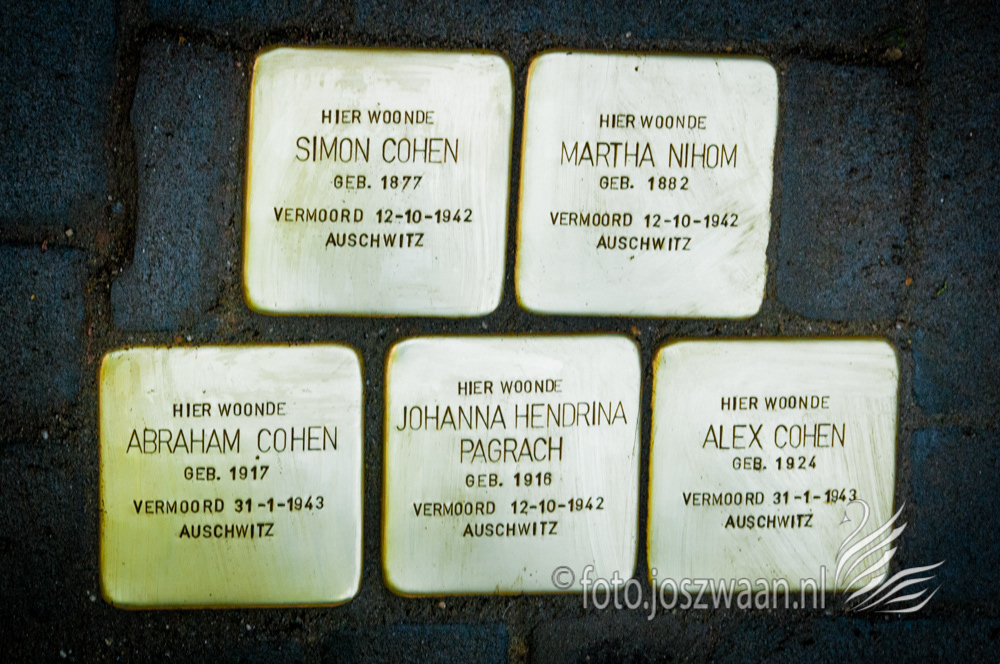 HIER WOONDE
SIMON COHEN
GEB. 1877
VERMOORD 12-10-1942
AUSCHWITZ
HIER WOONDE
MARTHA NIHOM
GEB. 1882
VERMOORD 12-10-1942
AUSCHWITZ
HIER WOONDE
ABRAHAM COHEN
GEB. 1917
VERMOORD 31-1-1943
AUSCHWITZ
HIER WOONDE
JOHANNA HENDRINA
PAGRACH
GEB. 1916
VERMOORD 12-10-1942
AUSCHWITZ
HIER WOONDE
ALEX COHEN
GEB. 1924
VERMOORD 31-1-1943
AUSCHWITZ
©foto.joszwaan.nl